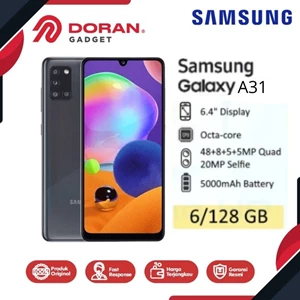 DORAN
GADGET
SAMSUNG
Samsung
Galaxy A31
6.4" Display
Octa-core
48+8+5+5MP Quad
20MP Selfie
5000mAh Battery
6/128 GB
SAMSUNG
Produk
Original
Fast
Response
Harga
Terjangkau
Garansi
Resmi